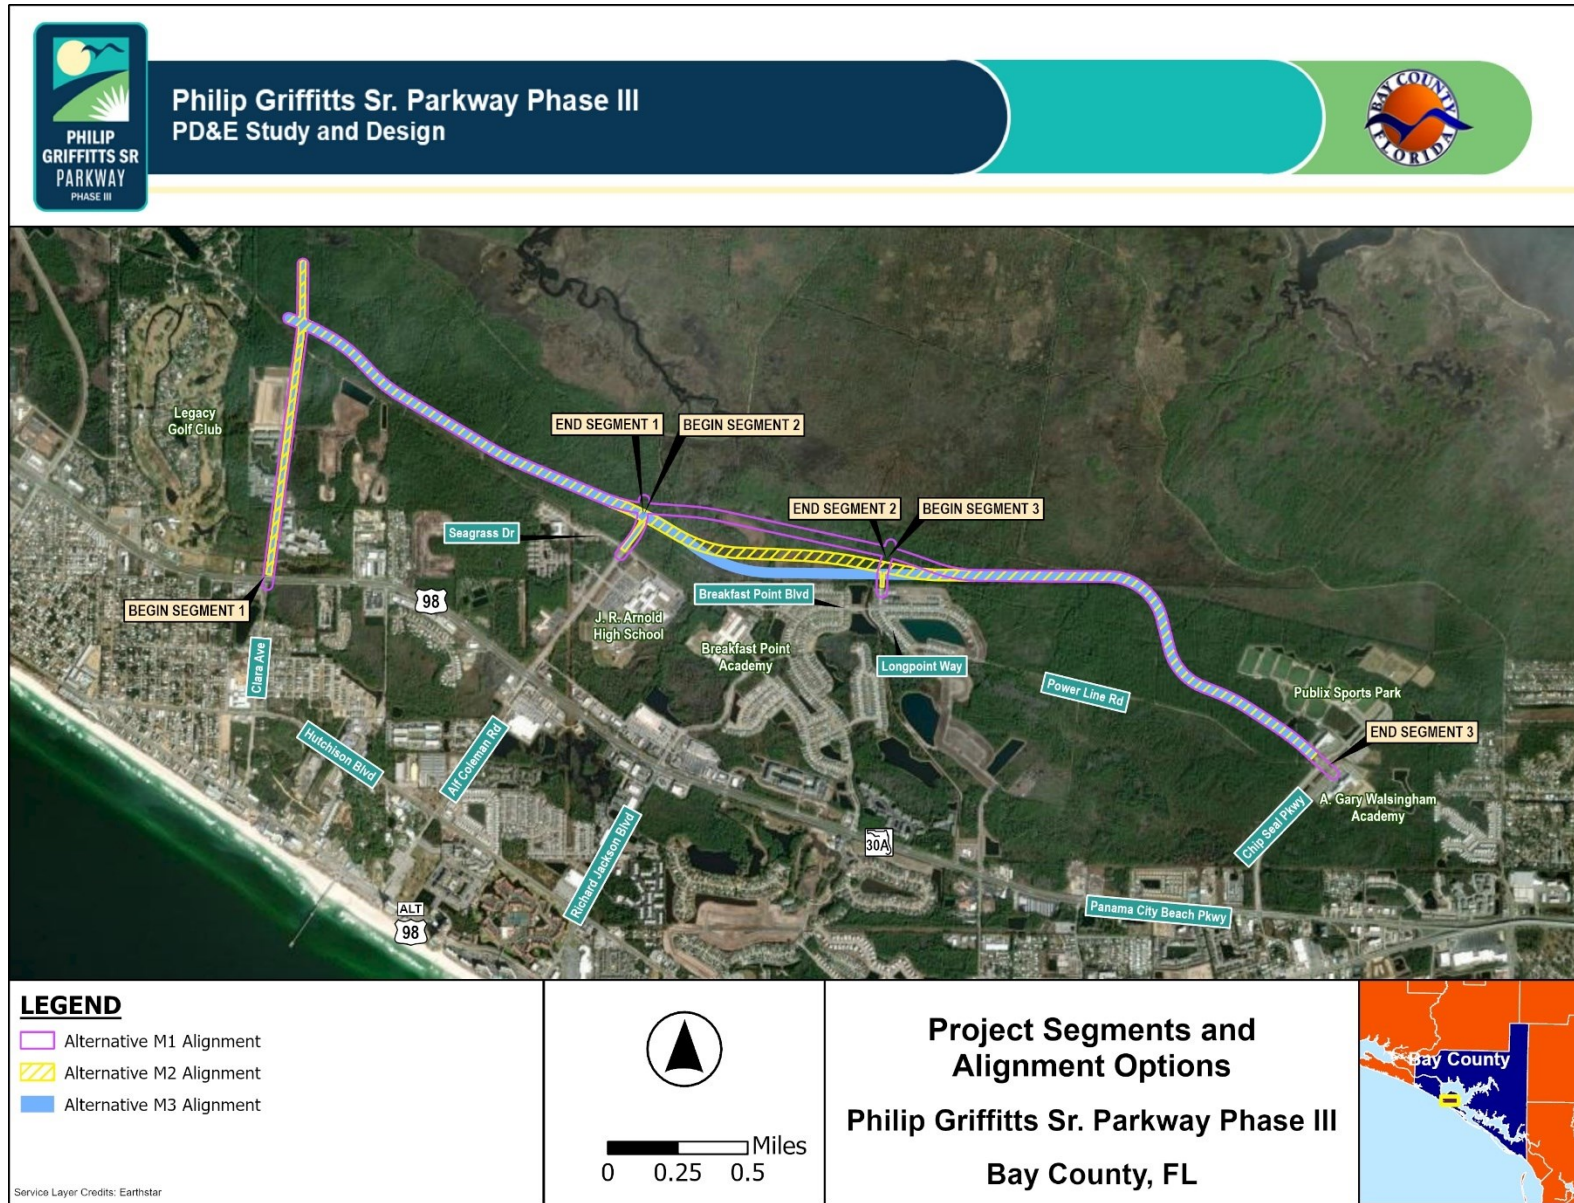 PHILIP
GRIFFITTS SR
PARKWAY
PHASE III
Philip Griffitts Sr. Parkway Phase III
PD&E Study and Design
BAY COUNTY
FLORIDA
Legacy
Golf Club
END SEGMENT 1
BEGIN SEGMENT 2
END SEGMENT 2
BEGIN SEGMENT 3
Seagrass Dr
BEGIN SEGMENT 1
98
Breakfast Point Blvd
J. R. Arnold
High School
Breakfast Point
Academy
Longpoint Way
Clara Ave
Power Line Rd
Publix Sports Park
END SEGMENT 3
Hutchison Blvd
Alf Coleman Rd
A. Gary Walsingham
Academy
Chip Seal Pkwy
Richard Jackson Blvd
30A
Panama City Beach Pkwy
ALT
98
LEGEND
Alternative M1 Alignment
Alternative M2 Alignment
Alternative M3 Alignment
Service Layer Credits: Earthstar
Miles
0 0.25 0.5
Project Segments and
Alignment Options
Philip Griffitts Sr. Parkway Phase III
Bay County, FL
Bay County